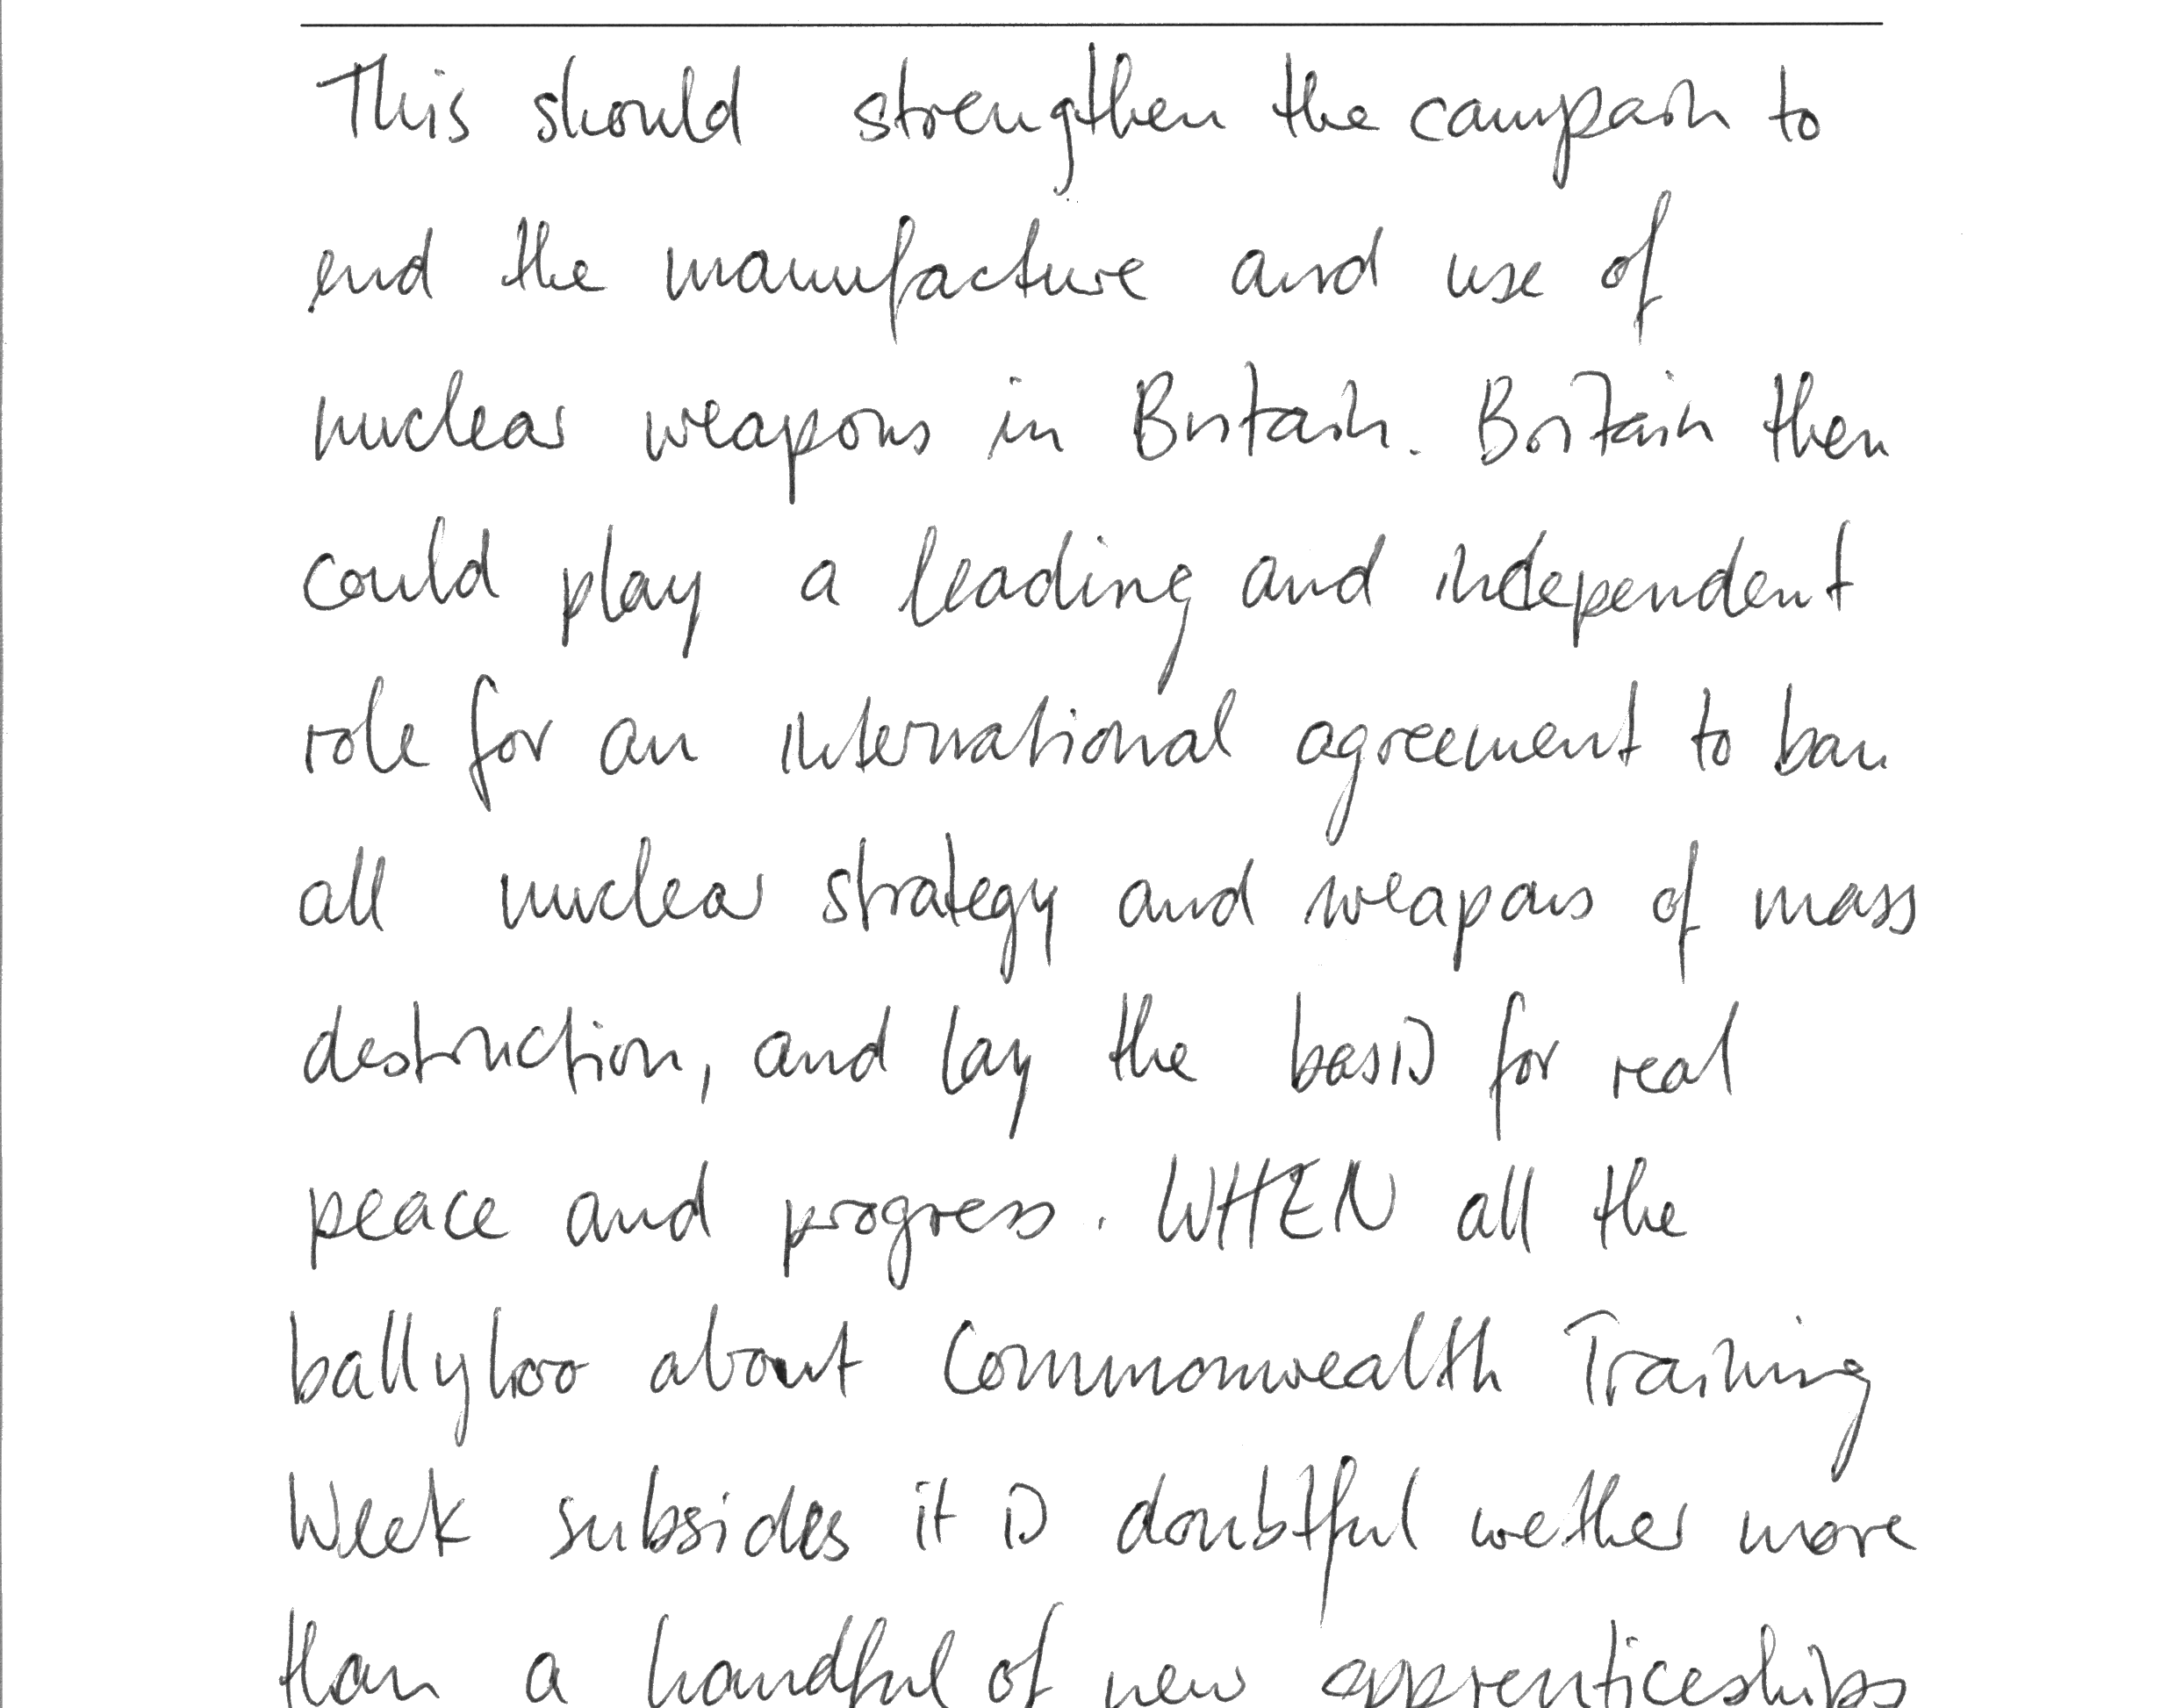 This should strengthen the campain to
end the manufacture and use of
nuclear weapons in Britain. Britain then
could play a leading and independent
role for an international agreement to ban
all nuclear strategy and weapons of mass
destruction, and lay the basis for real
peace and progress. WHEN all the
ballyhoo about Commonwealth Training
Week subsides it is doubtful wether more
than a handful of new apprenticeships